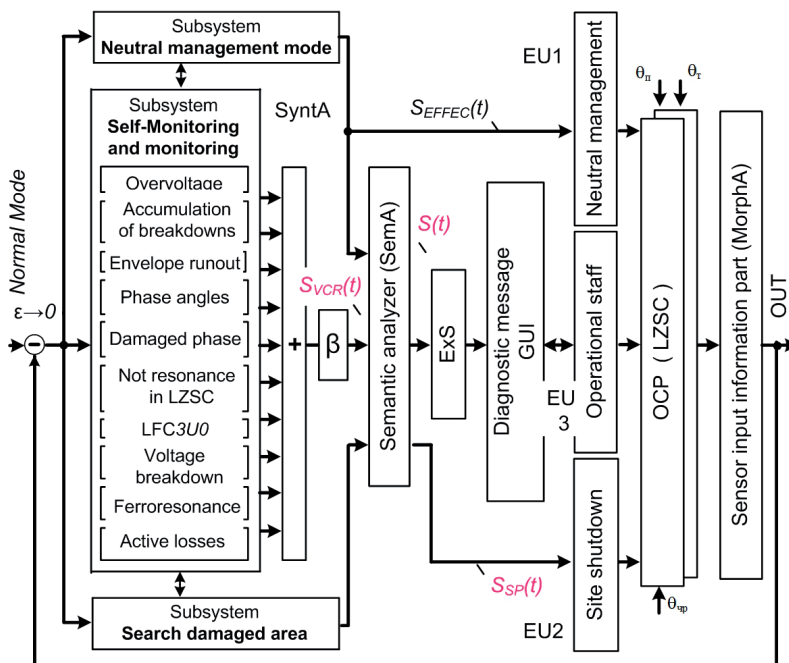 Subsystem
Neutral management mode
Subsystem
Self-Monitoring
and monitoring
SyntA
Overvoltage
Accumulation
of breakdowns
Envelope runout
Phase angles
Damaged phase
Not resonance
in LZSC
LFC3U0
Voltage
breakdown
Ferroresonance
Active losses
Subsystem
Search damaged area
Normal Mode
ε→0
−
+
β
S_VCR(t)
Semantic analyzer (SemA)
S(t)
S_EFFEC(t)
S_SP(t)
ExS
Diagnostic message
GUI
EU1
Neutral management
EU
3
Operational staff
EU2
Site shutdown
θп
θт
OCP ( LZSC )
θчр
Sensor input information part (MorphA)
OUT